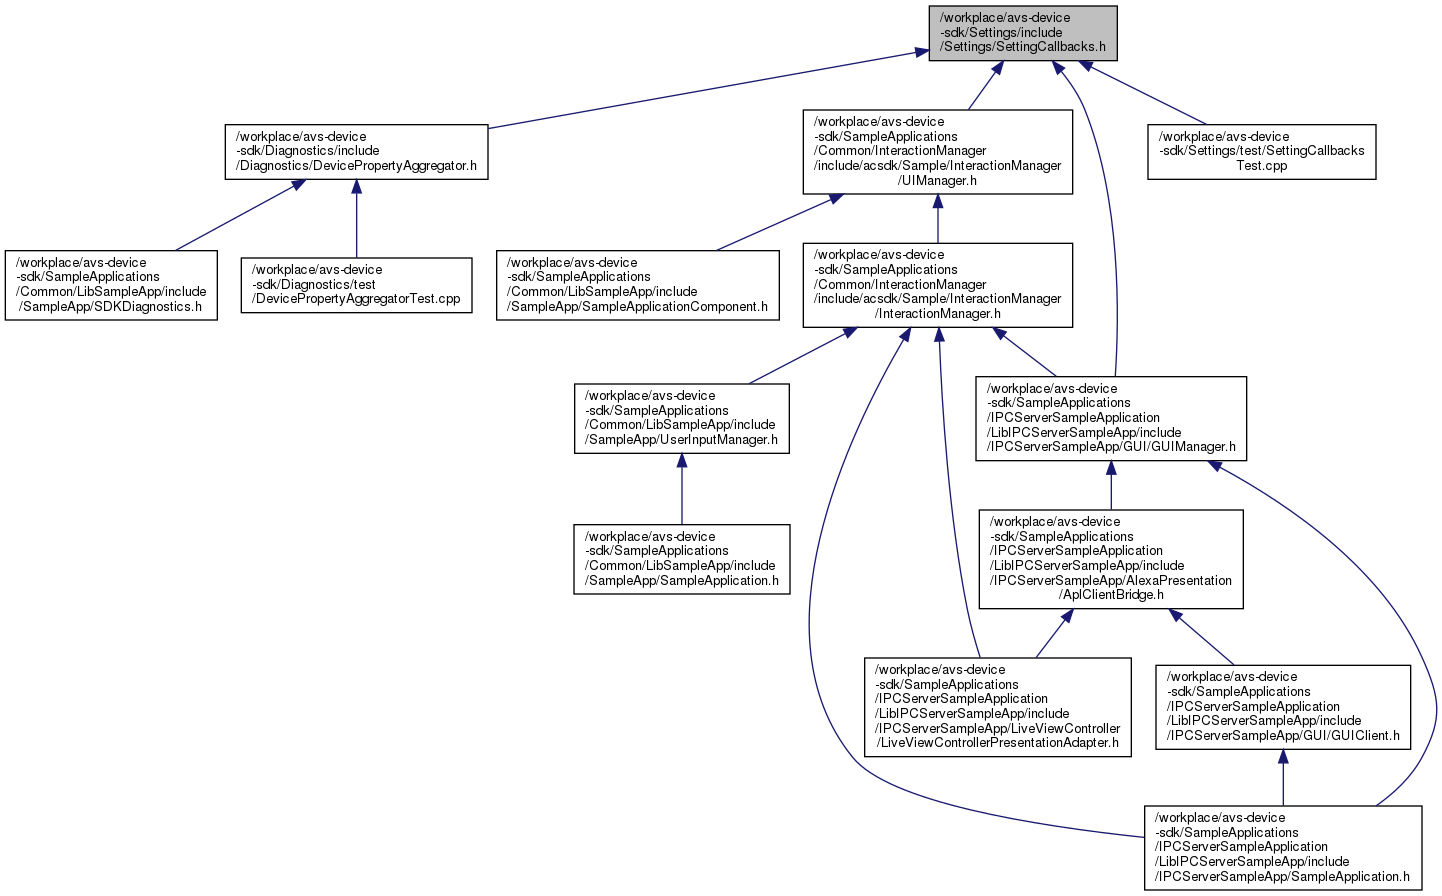 /workplace/avs-device
-sdk/Settings/include
/Settings/SettingCallbacks.h
/workplace/avs-device
-sdk/Diagnostics/include
/Diagnostics/DevicePropertyAggregator.h
/workplace/avs-device
-sdk/SampleApplications
/Common/InteractionManager
/include/acsdk/Sample/InteractionManager
/UIManager.h
/workplace/avs-device
-sdk/Settings/test/SettingCallbacks
Test.cpp
/workplace/avs-device
-sdk/SampleApplications
/Common/LibSampleApp/include
/SampleApp/SDKDiagnostics.h
/workplace/avs-device
-sdk/Diagnostics/test
/DevicePropertyAggregatorTest.cpp
/workplace/avs-device
-sdk/SampleApplications
/Common/LibSampleApp/include
/SampleApp/SampleApplicationComponent.h
/workplace/avs-device
-sdk/SampleApplications
/Common/InteractionManager
/include/acsdk/Sample/InteractionManager
/InteractionManager.h
/workplace/avs-device
-sdk/SampleApplications
/Common/LibSampleApp/include
/SampleApp/UserInputManager.h
/workplace/avs-device
-sdk/SampleApplications
/IPCServerSampleApplication
/LibIPCServerSampleApp/include
/IPCServerSampleApp/GUI/GUIManager.h
/workplace/avs-device
-sdk/SampleApplications
/Common/LibSampleApp/include
/SampleApp/SampleApplication.h
/workplace/avs-device
-sdk/SampleApplications
/IPCServerSampleApplication
/LibIPCServerSampleApp/include
/IPCServerSampleApp/AlexaPresentation
/AplClientBridge.h
/workplace/avs-device
-sdk/SampleApplications
/IPCServerSampleApplication
/LibIPCServerSampleApp/include
/IPCServerSampleApp/LiveViewController
/LiveViewControllerPresentationAdapter.h
/workplace/avs-device
-sdk/SampleApplications
/IPCServerSampleApplication
/LibIPCServerSampleApp/include
/IPCServerSampleApp/GUI/GUIClient.h
/workplace/avs-device
-sdk/SampleApplications
/IPCServerSampleApplication
/LibIPCServerSampleApp/include
/IPCServerSampleApp/SampleApplication.h